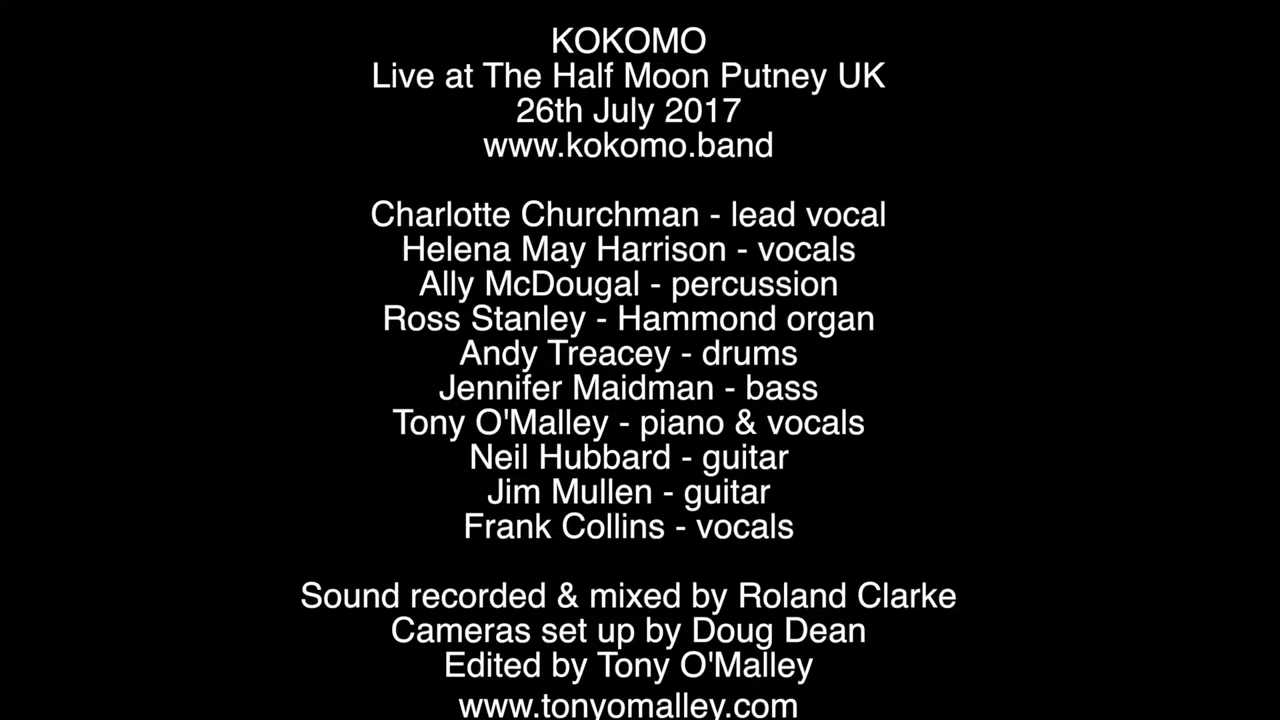 KOKOMO
Live at The Half Moon Putney UK
26th July 2017
www.kokomo.band
Charlotte Churchman - lead vocal
Helena May Harrison - vocals
Ally McDougal - percussion
Ross Stanley - Hammond organ
Andy Treacey - drums
Jennifer Maidman - bass
Tony O'Malley - piano & vocals
Neil Hubbard - guitar
Jim Mullen - guitar
Frank Collins - vocals
Sound recorded & mixed by Roland Clarke
Cameras set up by Doug Dean
Edited by Tony O'Malley
www.tonyomalley.com